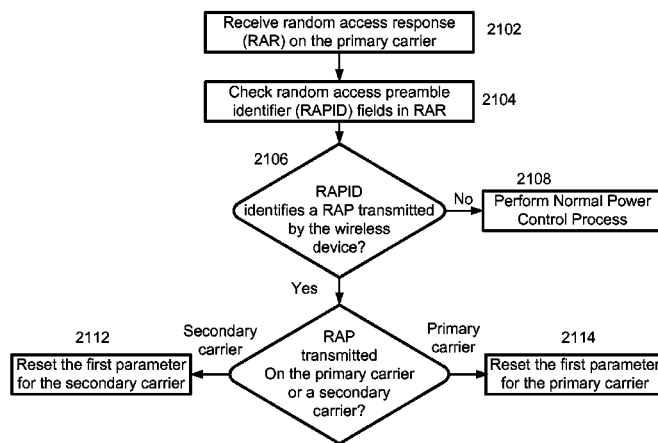 Receive random access response
(RAR) on the primary carrier
2102
Check random access preamble
identifier (RAPID) fields in RAR
2104
2106
RAPID
identifies a RAP transmitted
by the wireless
device?
No
2108
Perform Normal Power
Control Process
Yes
RAP
transmitted
On the primary carrier
or a secondary
carrier?
Secondary
carrier
2112
Reset the first parameter
for the secondary carrier
Primary
carrier
2114
Reset the first parameter
for the primary carrier